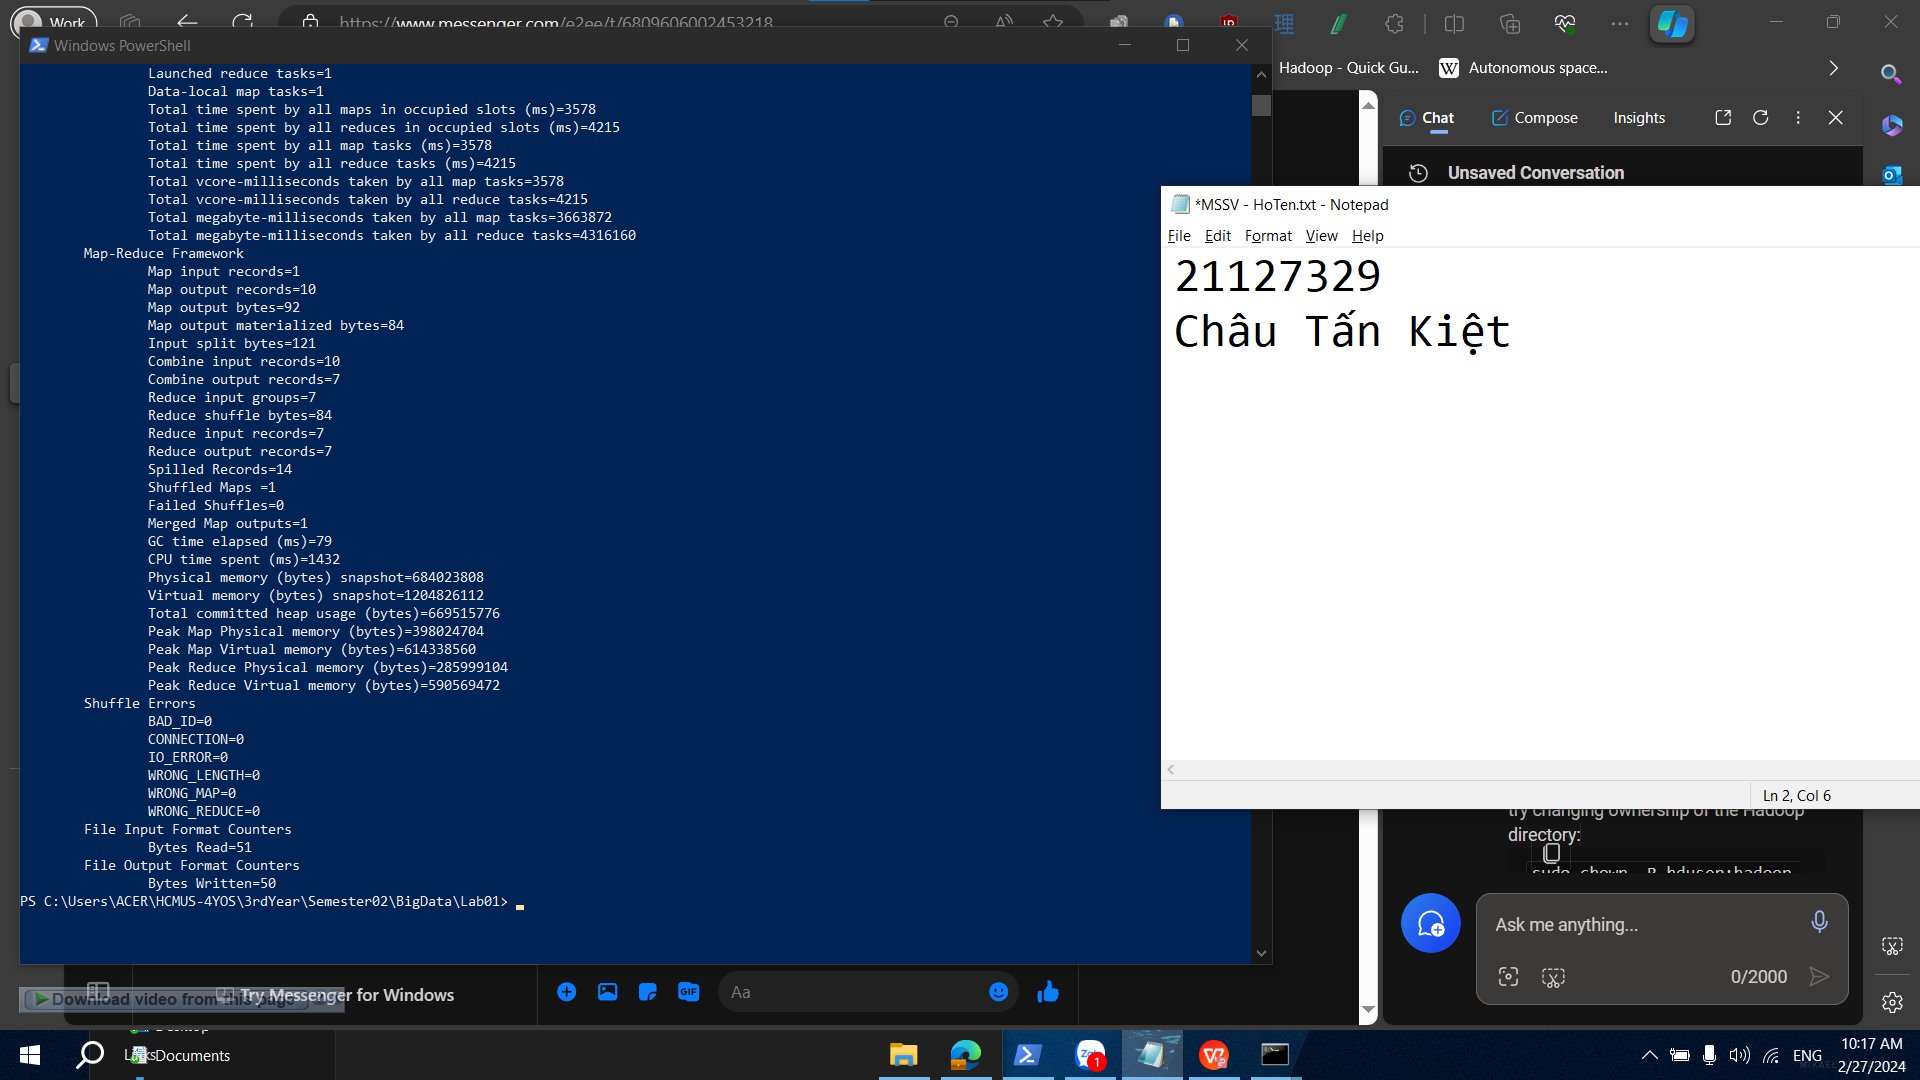 Work
https://www.messenger.com/e2ee/t/6809606002453218
Windows PowerShell
Hadoop - Quick Gu...
Autonomous space...
Launched reduce tasks=1
Data-local map tasks=1
Total time spent by all maps in occupied slots (ms)=3578
Total time spent by all reduces in occupied slots (ms)=4215
Total time spent by all map tasks (ms)=3578
Total time spent by all reduce tasks (ms)=4215
Total vcore-milliseconds taken by all map tasks=3578
Total vcore-milliseconds taken by all reduce tasks=4215
Total megabyte-milliseconds taken by all map tasks=3663872
Total megabyte-milliseconds taken by all reduce tasks=4316160
Map-Reduce Framework
Map input records=1
Map output records=10
Map output bytes=92
Map output materialized bytes=84
Input split bytes=121
Combine input records=10
Combine output records=7
Reduce input groups=7
Reduce shuffle bytes=84
Reduce input records=7
Reduce output records=7
Spilled Records=14
Shuffled Maps =1
Failed Shuffles=0
Merged Map outputs=1
GC time elapsed (ms)=79
CPU time spent (ms)=1432
Physical memory (bytes) snapshot=684023808
Virtual memory (bytes) snapshot=1204826112
Total committed heap usage (bytes)=669515776
Peak Map Physical memory (bytes)=398024704
Peak Map Virtual memory (bytes)=614338560
Peak Reduce Physical memory (bytes)=285999104
Peak Reduce Virtual memory (bytes)=590569472
Shuffle Errors
BAD_ID=0
CONNECTION=0
IO_ERROR=0
WRONG_LENGTH=0
WRONG_MAP=0
WRONG_REDUCE=0
File Input Format Counters
Bytes Read=51
File Output Format Counters
Bytes Written=50
PS C:\Users\ACER\HCMUS-4YOS\3rdYear\Semester02\BigData\Lab01>
Chat
Compose
Insights
Unsaved Conversation
*MSSV - HoTen.txt - Notepad
File Edit Format View Help
21127329
Châu Tấn Kiệt
Ln 2, Col 6
try changing ownership of the Hadoop
directory:
sudo chown -R hduser:hadoop
Ask me anything...
0/2000
Download video from this page
Try Messenger for Windows
GIF
Aa
Desktop
Links
Documents
1
ENG
10:17 AM
2/27/2024